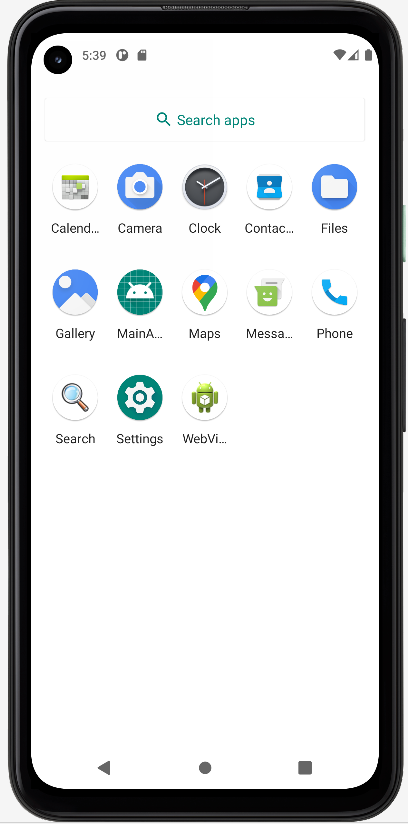 5:39
Search apps
Calend...
Camera
Clock
Contac...
Files
Gallery
MainA...
Maps
Messa...
Phone
Search
Settings
WebVi...